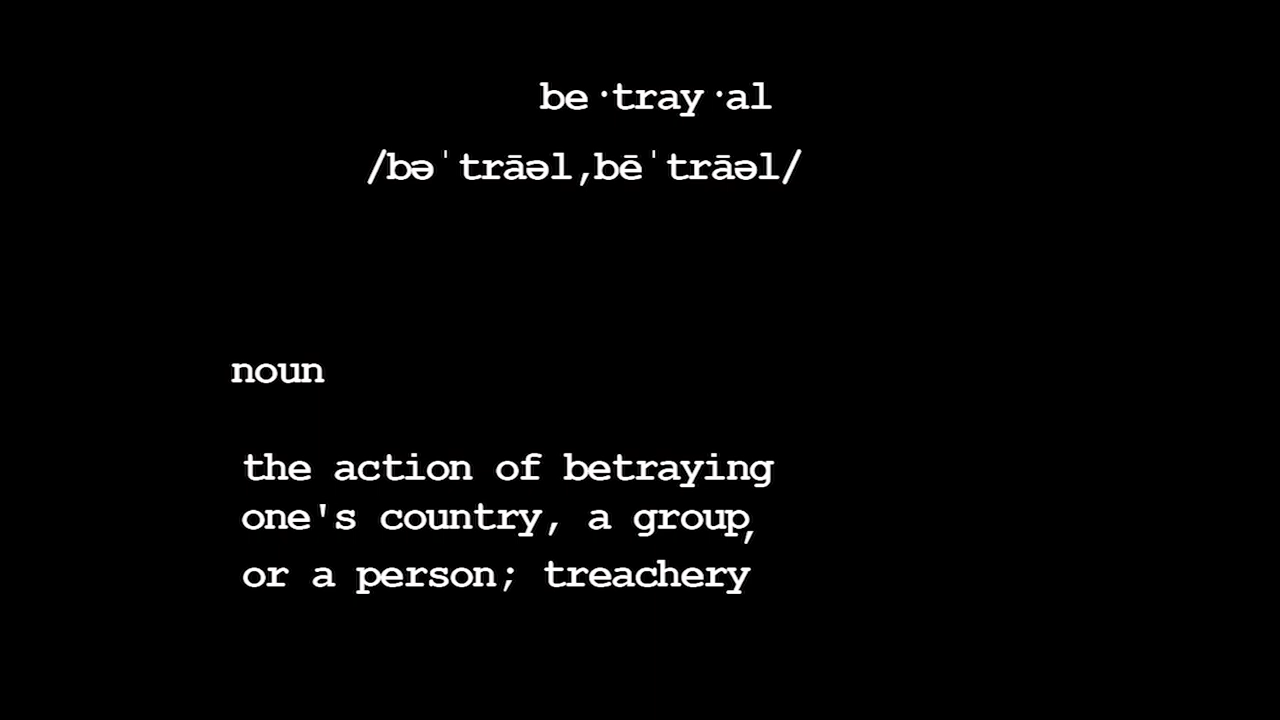 be·tray·al
/bəˈtrāəl,bēˈtrāəl/
noun
the action of betraying
one's country, a group,
or a person; treachery